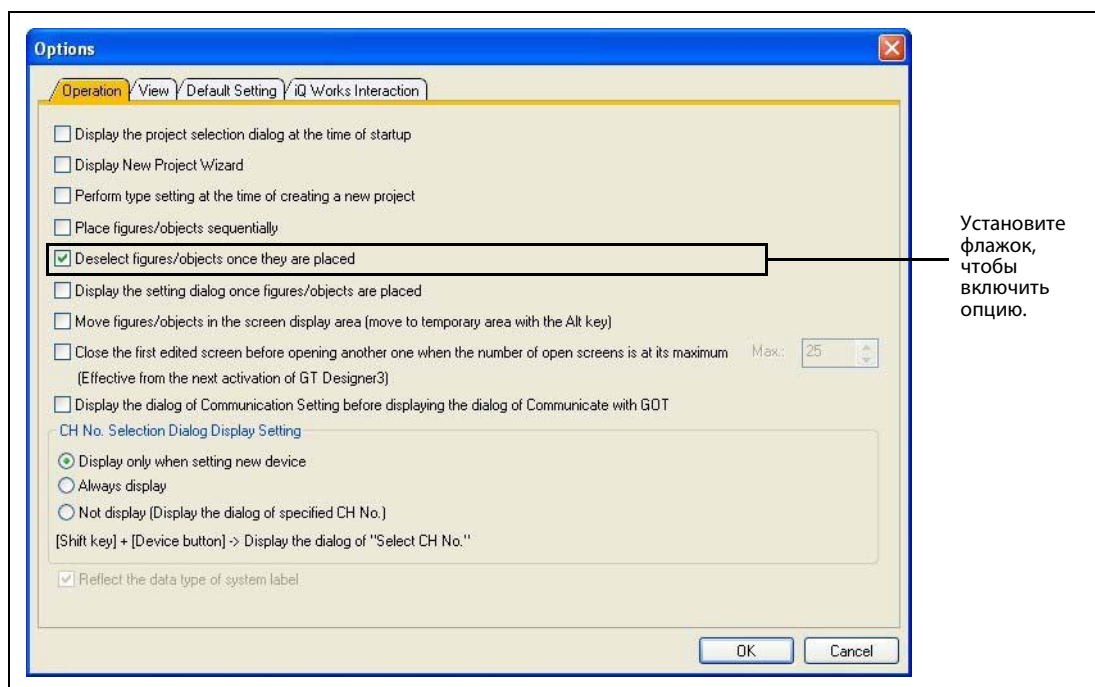 Options
Operation View Default Setting iQ Works Interaction
Display the project selection dialog at the time of startup
Display New Project Wizard
Perform type setting at the time of creating a new project
Place figures/objects sequentially
Deselect figures/objects once they are placed
Display the setting dialog once figures/objects are placed
Move figures/objects in the screen display area (move to temporary area with the Alt key)
Close the first edited screen before opening another one when the number of open screens is at its maximum Max.: 25
(Effective from the next activation of GT Designer3)
Display the dialog of Communication Setting before displaying the dialog of Communicate with GOT
CH No. Selection Dialog Display Setting
Display only when setting new device
Always display
Not display (Display the dialog of specified CH No.)
[Shift key] + [Device button] -> Display the dialog of "Select CH No."
Reflect the data type of system label
OK Cancel
Установите
флажок,
чтобы
включить
опцию.